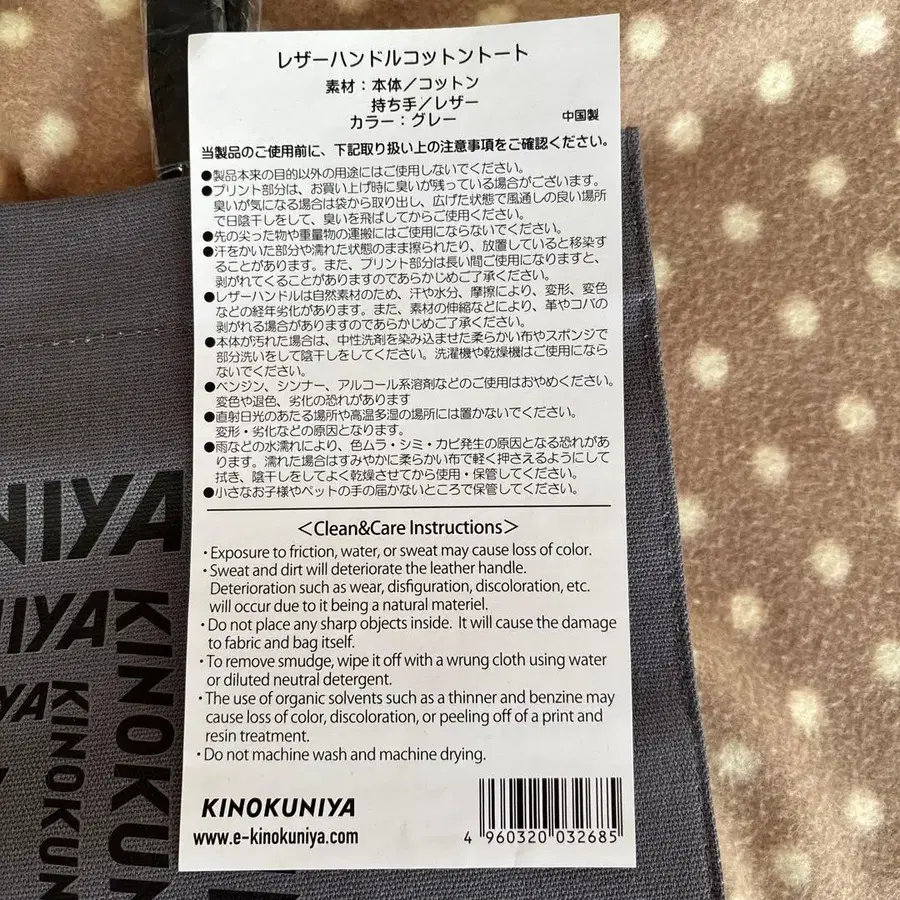 レザーハンドルコットントート
素材：本体／コットン
持ち手／レザー
カラー：グレー
中国製
当製品のご使用前に、下記取り扱い上の注意事項をご確認ください。
●製品本来の目的以外の用途にはご使用しないでください。
●プリント部分は、お買い上げ時に臭いが残っている場合がございます。
臭いが気になる場合は袋から取り出し、広げた状態で風通しの良い場所
で日陰干しをして、臭いを飛ばしてからご使用ください。
●先の尖った物や重量物の運搬にはご使用にならないでください。
●汗をかいた部分や濡れた状態のまま擦られたり、放置していると移染す
ることがあります。また、プリント部分は長い間ご使用になりますと、
剥がれてくることがありますのであらかじめご了承ください。
●レザーハンドルは自然素材のため、汗や水分、摩擦により、変形、変色
などの経年劣化があります。また、素材の伸縮などにより、革やコバの
剥がれる場合がありますのであらかじめご了承ください。
●本体が汚れた場合は、中性洗剤を染み込ませた柔らかい布やスポンジで
部分洗いをして陰干しをしてください。洗濯機や乾燥機はご使用になら
ないでください。
●ベンジン、シンナー、アルコール系溶剤などのご使用はおやめください。
変色や退色、劣化の恐れがあります
●直射日光のあたる場所や高温多湿の場所には置かないでください。
変形・劣化などの原因となります。
●雨などの水濡れにより、色ムラ・シミ・カビ発生の原因となる恐れがあ
ります。濡れた場合はすみやかに柔らかい布で軽く押さえるようにして
拭き、陰干しをしてよく乾燥させてから使用・保管してください。
●小さなお子様やペットの手の届かないところで保管してください。
＜Clean&Care Instructions＞
・Exposure to friction, water, or sweat may cause loss of color.
・Sweat and dirt will deteriorate the leather handle.
Deterioration such as wear, disfiguration, discoloration, etc.
will occur due to it being a natural materiel.
・Do not place any sharp objects inside. It will cause the damage
to fabric and bag itself.
・To remove smudge, wipe it off with a wrung cloth using water
or diluted neutral detergent.
・The use of organic solvents such as a thinner and benzine may
cause loss of color, discoloration, or peeling off of a print and
resin treatment.
・Do not machine wash and machine drying.
KINOKUNIYA
www.e-kinokuniya.com
4 960320 032685
NIYA
IIYA
YA
KINOKUN
KINOKUN